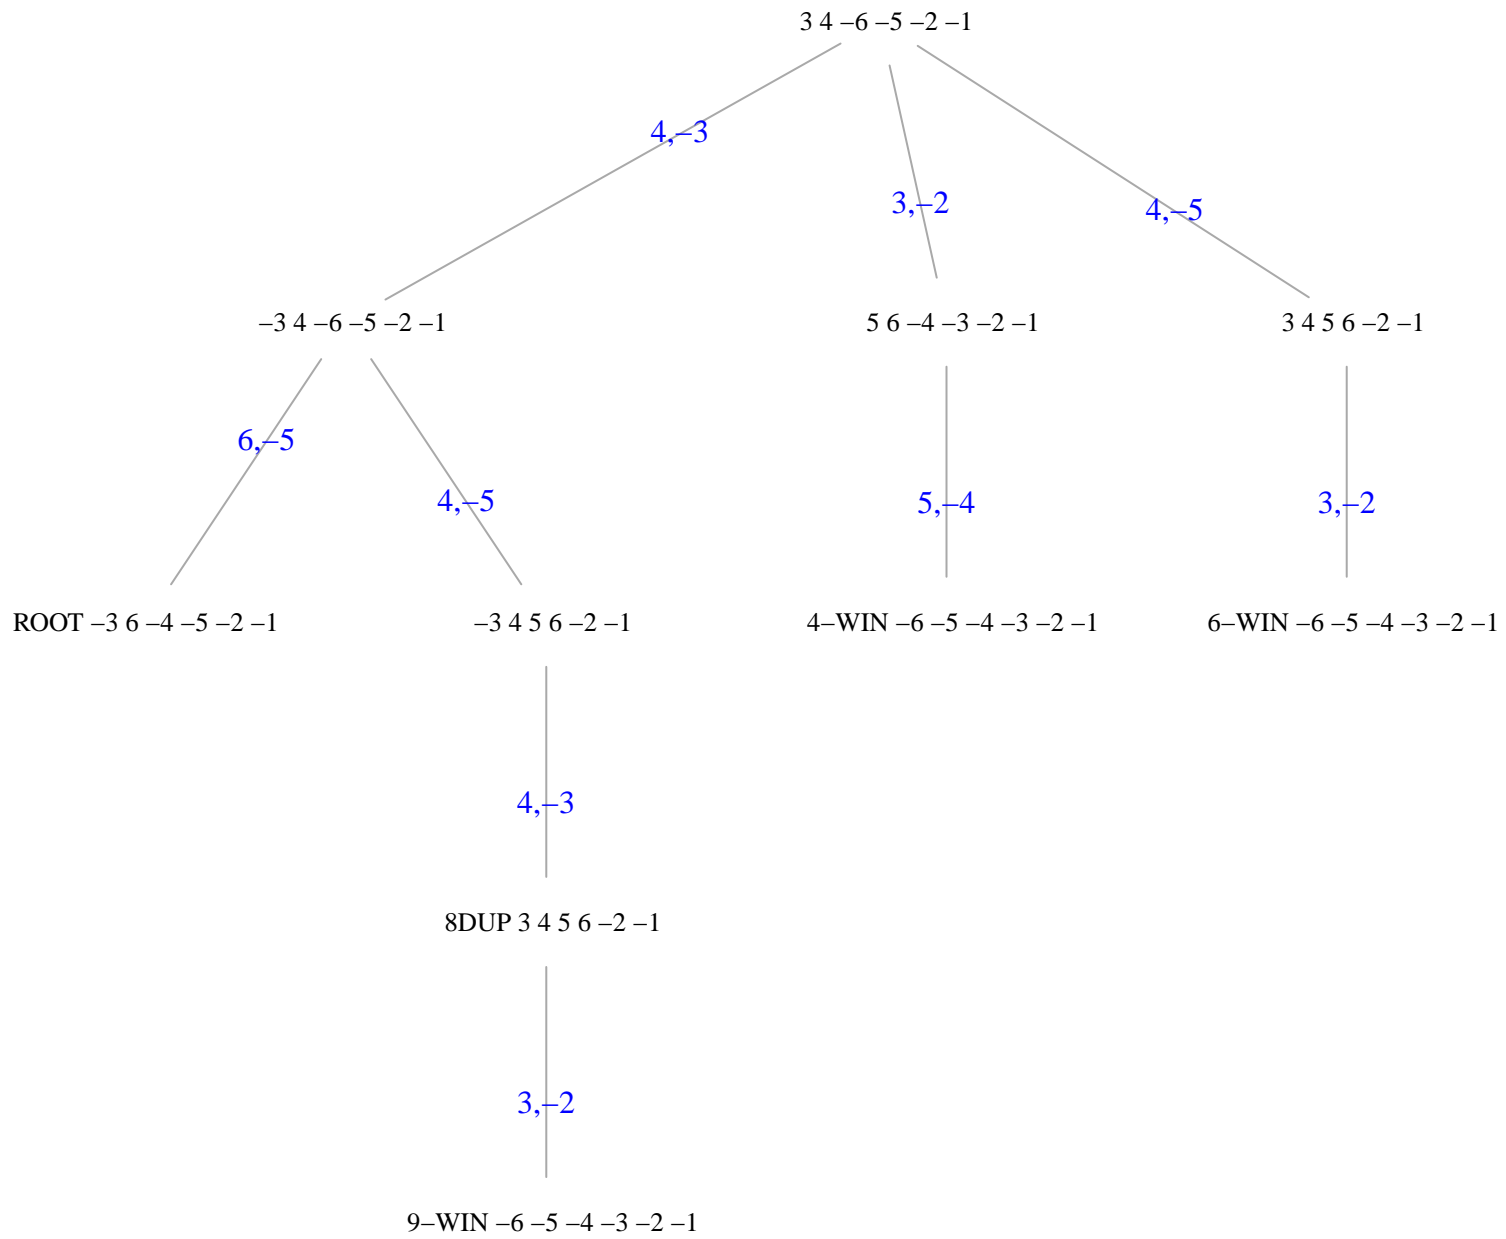 3 4 –6 –5 –2 –1
4,–3
3,–2
4,–5
–3 4 –6 –5 –2 –1
5 6 –4 –3 –2 –1
3 4 5 6 –2 –1
6,–5
4,–5
5,–4
3,–2
ROOT –3 6 –4 –5 –2 –1
–3 4 5 6 –2 –1
4–WIN –6 –5 –4 –3 –2 –1
6–WIN –6 –5 –4 –3 –2 –1
4,–3
8DUP 3 4 5 6 –2 –1
3,–2
9–WIN –6 –5 –4 –3 –2 –1